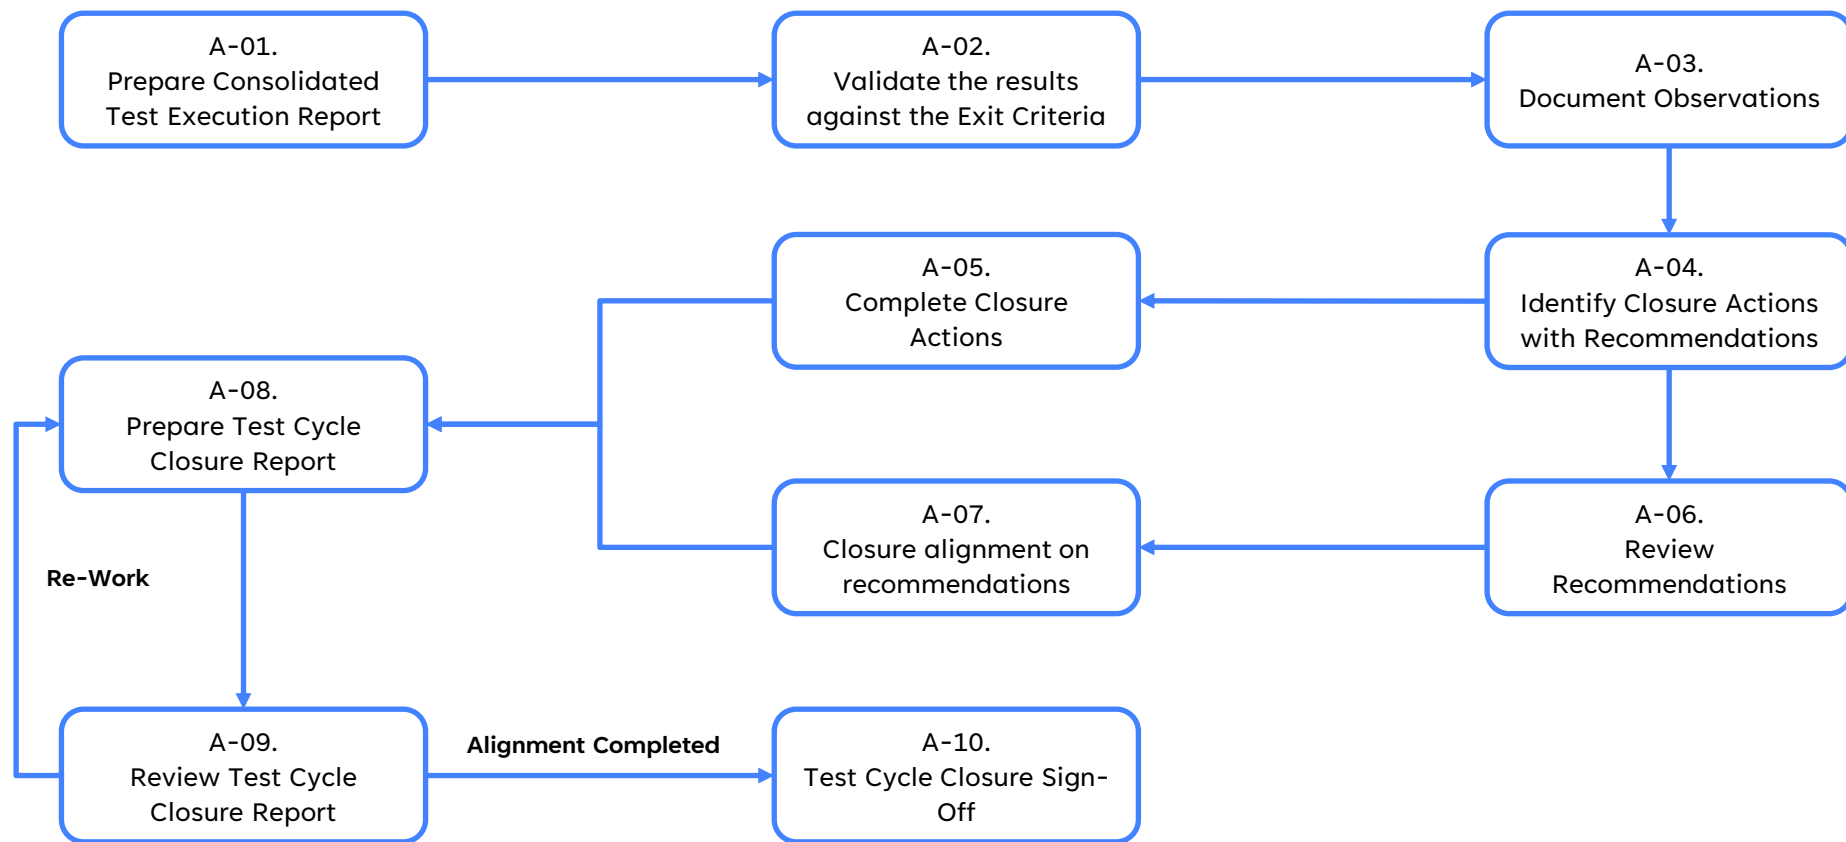 A-01.
Prepare Consolidated
Test Execution Report
A-02.
Validate the results
against the Exit Criteria
A-03.
Document Observations
A-04.
Identify Closure Actions
with Recommendations
A-05.
Complete Closure
Actions
A-06.
Review
Recommendations
A-07.
Closure alignment on
recommendations
A-08.
Prepare Test Cycle
Closure Report
Re-Work
A-09.
Review Test Cycle
Closure Report
Alignment Completed
A-10.
Test Cycle Closure Sign-
Off